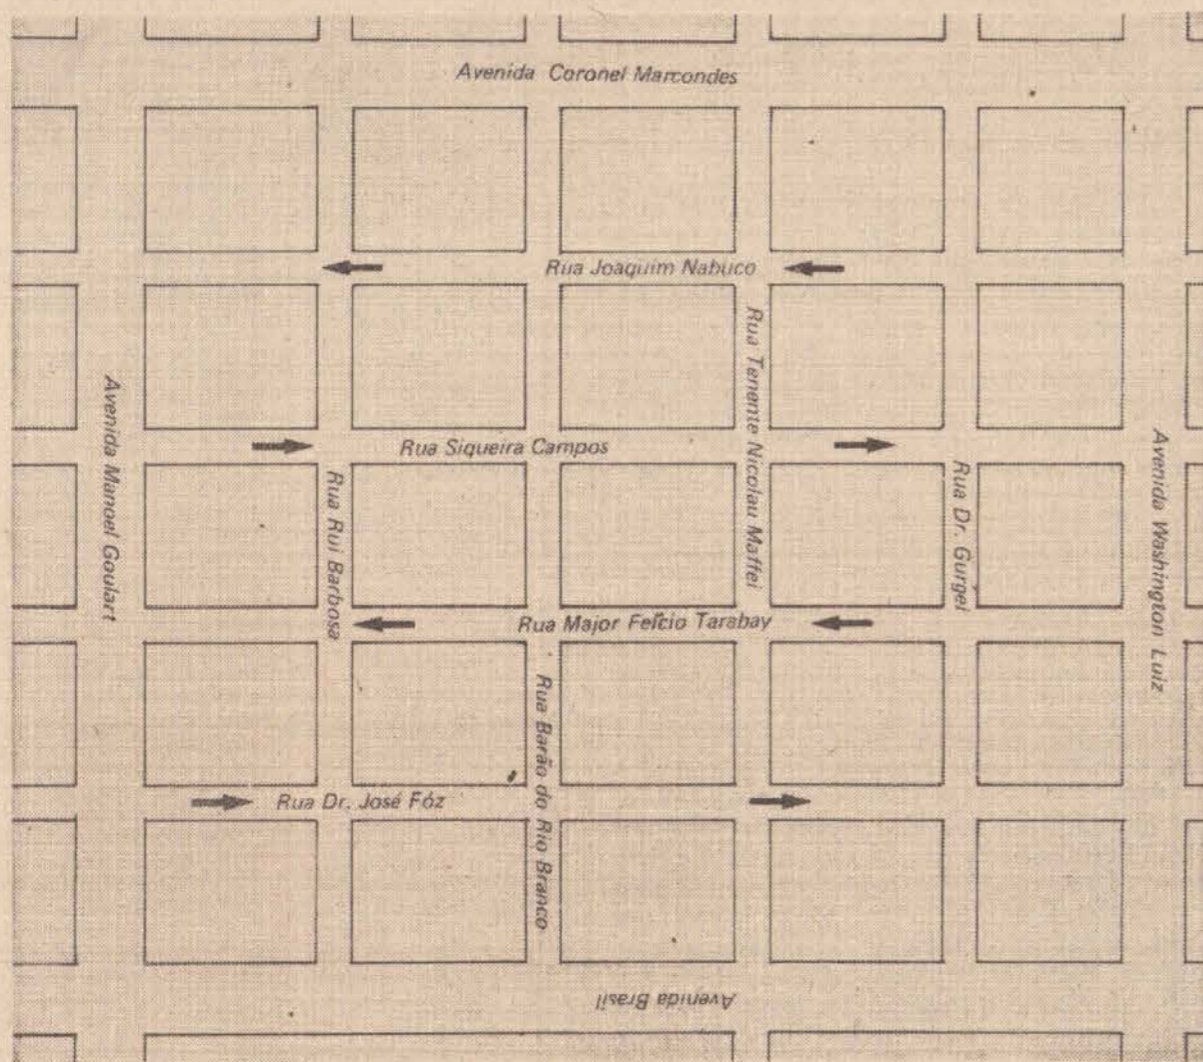 Avenida Coronel Marcondes
Rua Joaquim Nabuco
Rua Tenente Nicolau Maffei
Avenida Manoel Goulart
Rua Siqueira Campos
Avenida Washington Luiz
Rua Rui Barbosa
Rua Dr. Gurgel
Rua Major Felício Tarabay
Rua Barão do Rio Branco
Rua Dr. José Fóz
Avenida Brasil